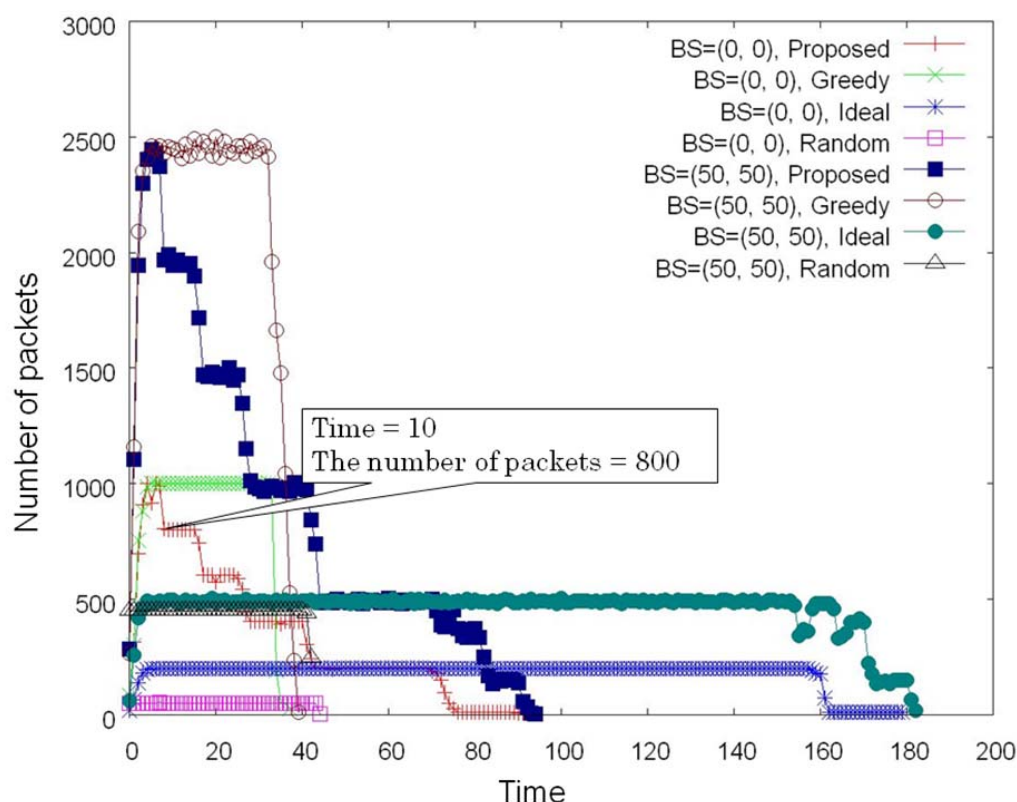 3000
2500
2000
1500
1000
500
0
Number of packets
BS=(0, 0), Proposed
BS=(0, 0), Greedy
BS=(0, 0), Ideal
BS=(0, 0), Random
BS=(50, 50), Proposed
BS=(50, 50), Greedy
BS=(50, 50), Ideal
BS=(50, 50), Random
Time = 10
The number of packets = 800
0 20 40 60 80 100 120 140 160 180 200
Time